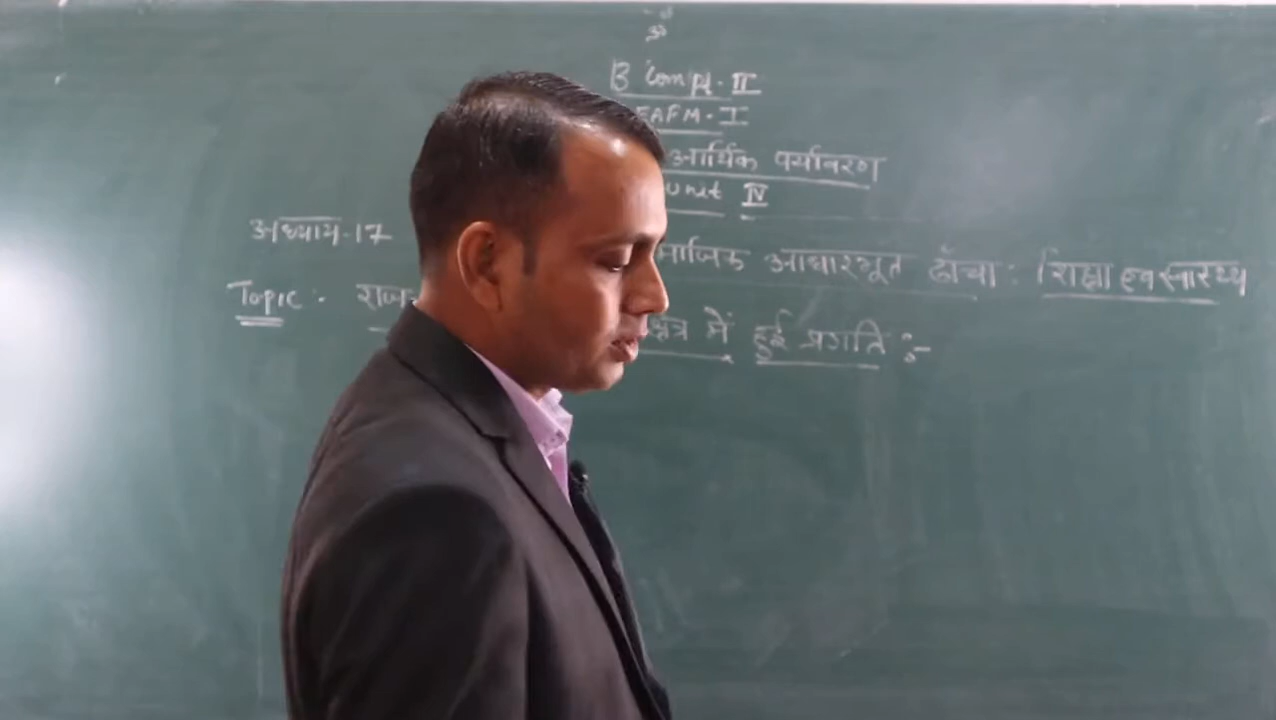 ॐ
B Com Pt. II
EAFM - I
आर्थिक पर्यावरण
Unit IV
अध्याय-17
माजिक आधारभूत ढाँचा : शिक्षा एवं स्वास्थ्य
Topic : राज क्षेत्र में हुई प्रगति :-